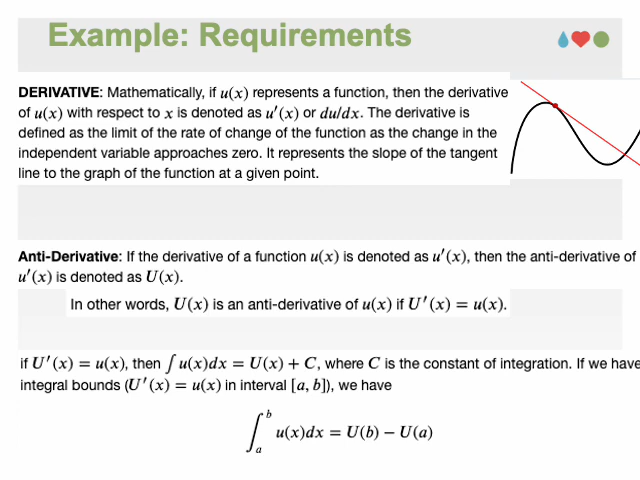 Example: Requirements
DERIVATIVE: Mathematically, if u(x) represents a function, then the derivative
of u(x) with respect to x is denoted as u′(x) or du/dx. The derivative is
defined as the limit of the rate of change of the function as the change in the
independent variable approaches zero. It represents the slope of the tangent
line to the graph of the function at a given point.
Anti-Derivative: If the derivative of a function u(x) is denoted as u′(x), then the anti-derivative of
u′(x) is denoted as U(x).
In other words, U(x) is an anti-derivative of u(x) if U′(x) = u(x).
if U′(x) = u(x), then ∫ u(x)dx = U(x) + C, where C is the constant of integration. If we have
integral bounds (U′(x) = u(x) in interval [a, b]), we have
∫_a^b u(x)dx = U(b) − U(a)